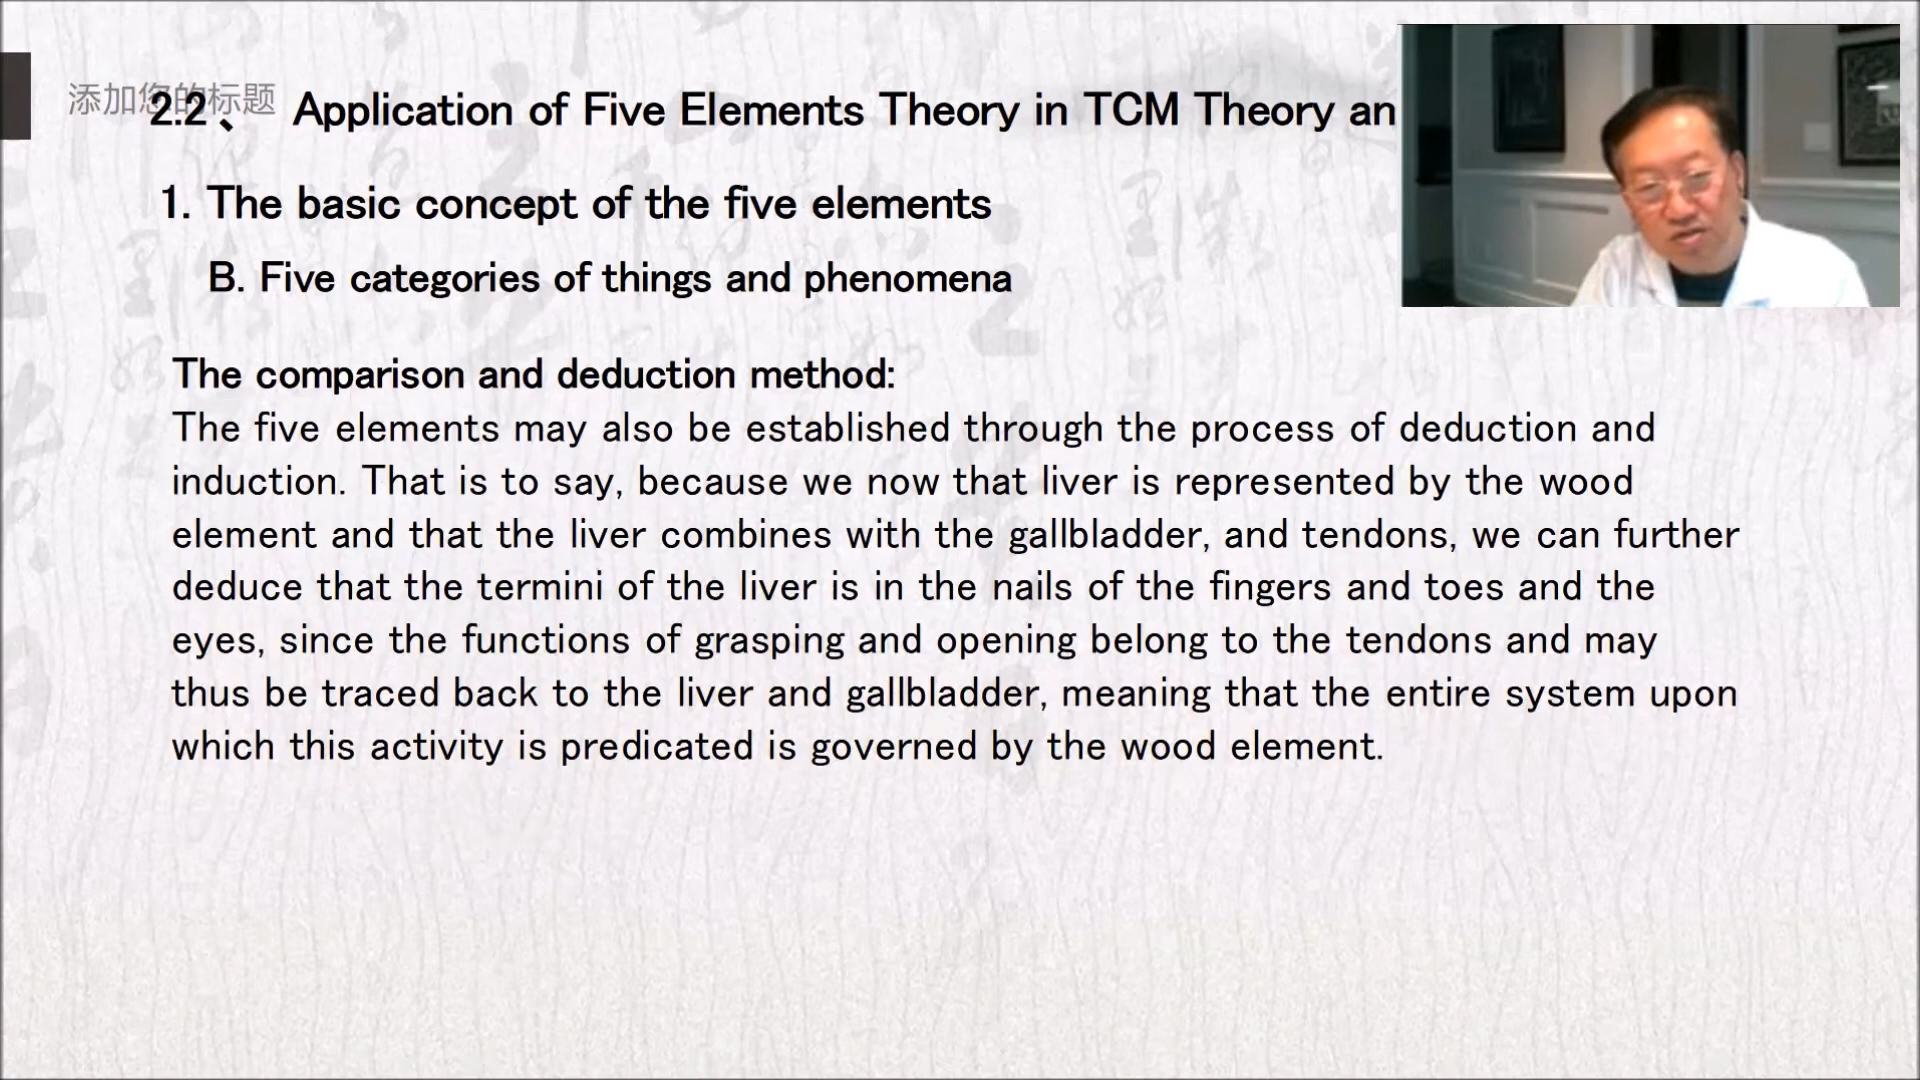 添加您的标题
2.2、 Application of Five Elements Theory in TCM Theory an
1. The basic concept of the five elements
B. Five categories of things and phenomena
The comparison and deduction method:
The five elements may also be established through the process of deduction and
induction. That is to say, because we now that liver is represented by the wood
element and that the liver combines with the gallbladder, and tendons, we can further
deduce that the termini of the liver is in the nails of the fingers and toes and the
eyes, since the functions of grasping and opening belong to the tendons and may
thus be traced back to the liver and gallbladder, meaning that the entire system upon
which this activity is predicated is governed by the wood element.